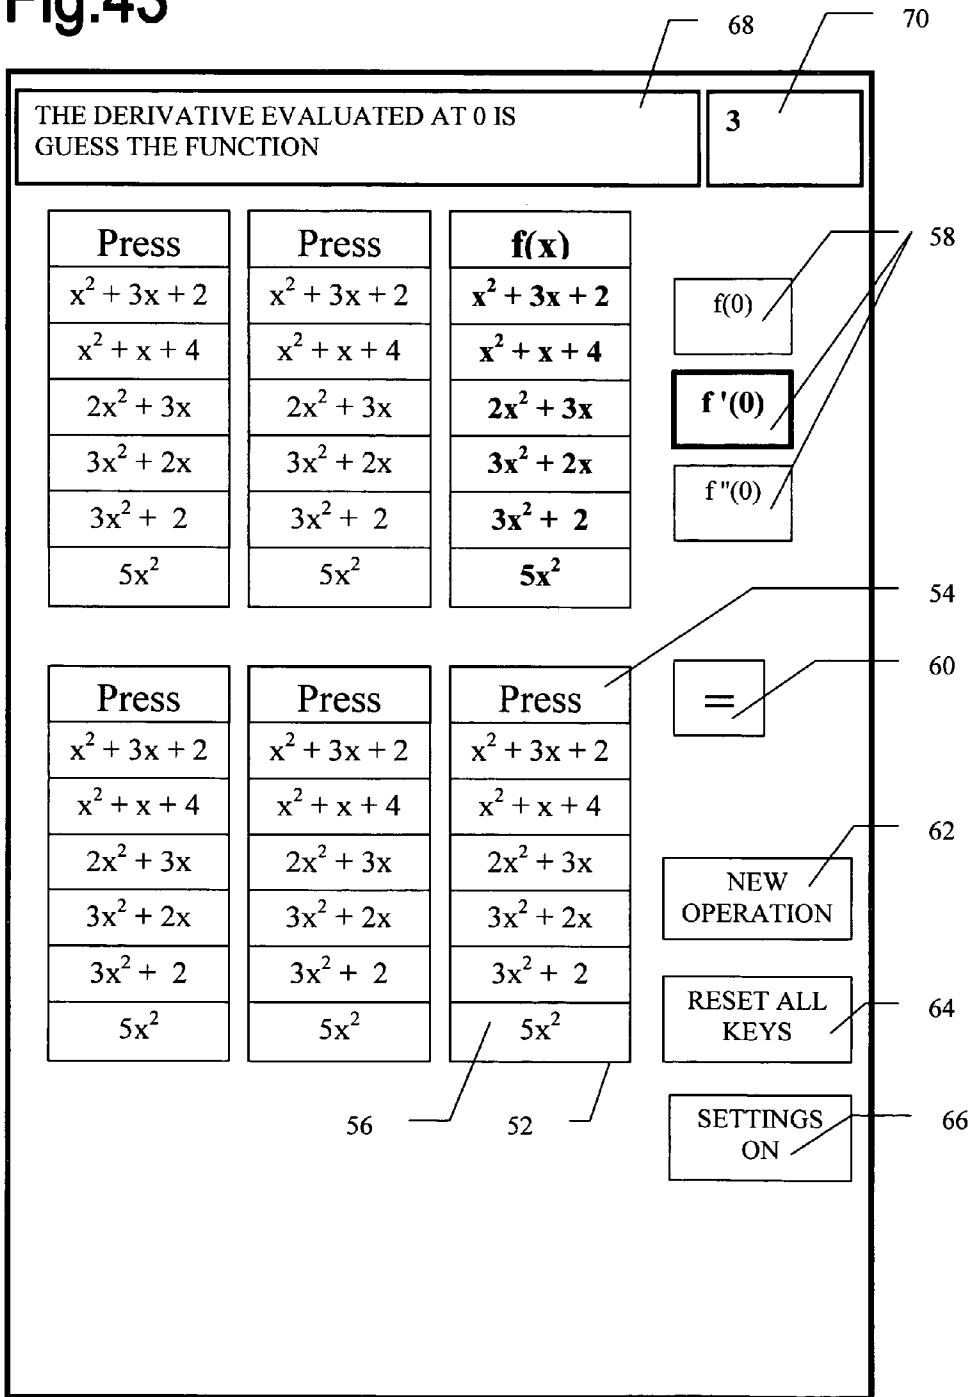 Fig.43
68
70
THE DERIVATIVE EVALUATED AT 0 IS
GUESS THE FUNCTION
3
Press Press f(x)
x² + 3x + 2 x² + 3x + 2 x² + 3x + 2
x² + x + 4 x² + x + 4 x² + x + 4
2x² + 3x 2x² + 3x 2x² + 3x
3x² + 2x 3x² + 2x 3x² + 2x
3x² + 2 3x² + 2 3x² + 2
5x² 5x² 5x²
58
f(0)
f '(0)
f "(0)
54
Press Press Press
x² + 3x + 2 x² + 3x + 2 x² + 3x + 2
x² + x + 4 x² + x + 4 x² + x + 4
2x² + 3x 2x² + 3x 2x² + 3x
3x² + 2x 3x² + 2x 3x² + 2x
3x² + 2 3x² + 2 3x² + 2
5x² 5x² 5x²
60
=
62
NEW
OPERATION
RESET ALL
KEYS
64
56
52
SETTINGS
ON
66